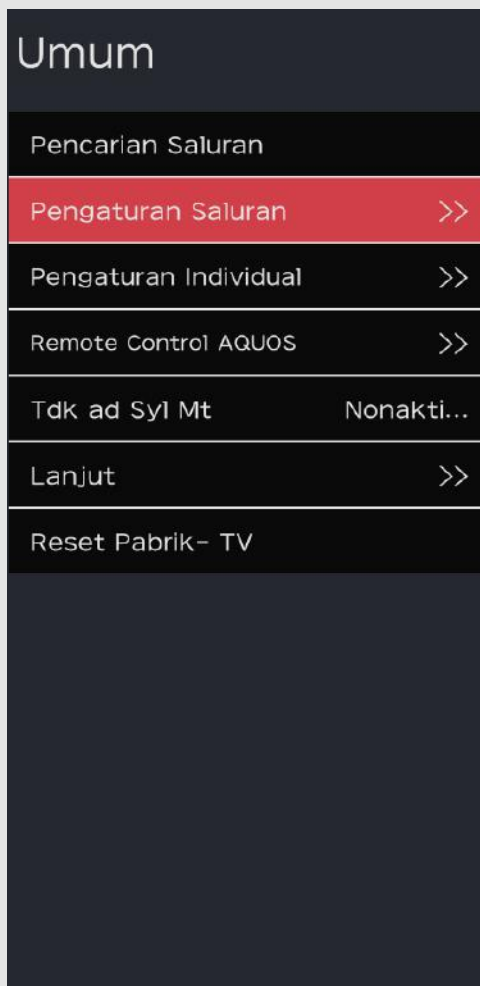 Umum
Pencarian Saluran
Pengaturan Saluran >>
Pengaturan Individual >>
Remote Control AQUOS >>
Tdk ad Syl Mt Nonakti...
Lanjut >>
Reset Pabrik- TV